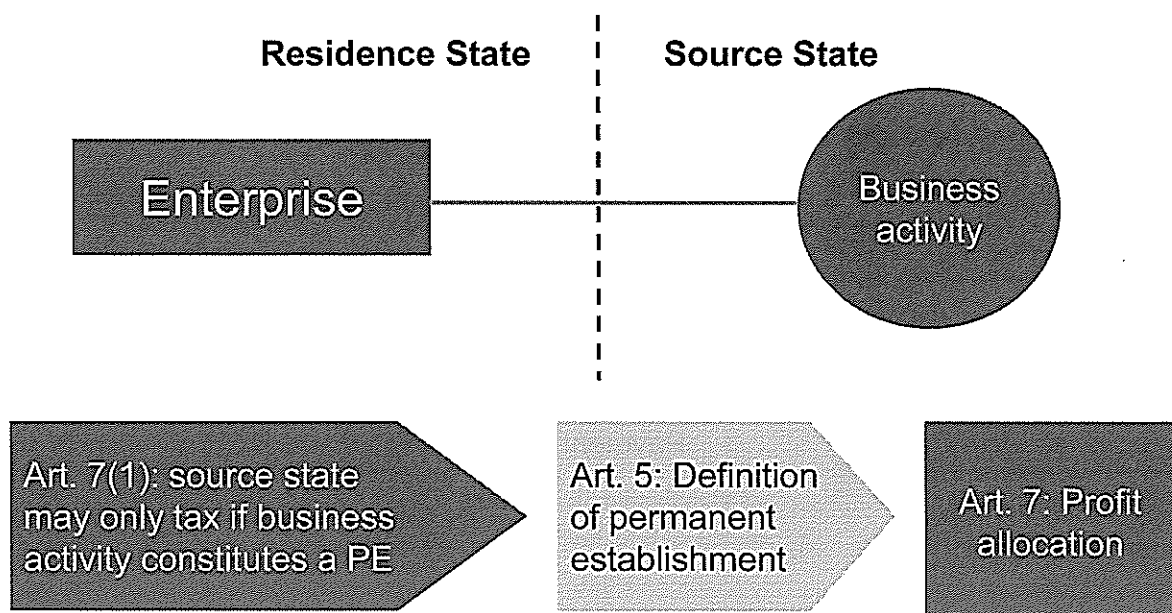 Residence State
Source State
Enterprise
Business
activity
Art. 7(1): source state
may only tax if business
activity constitutes a PE
Art. 5: Definition
of permanent
establishment
Art. 7: Profit
allocation